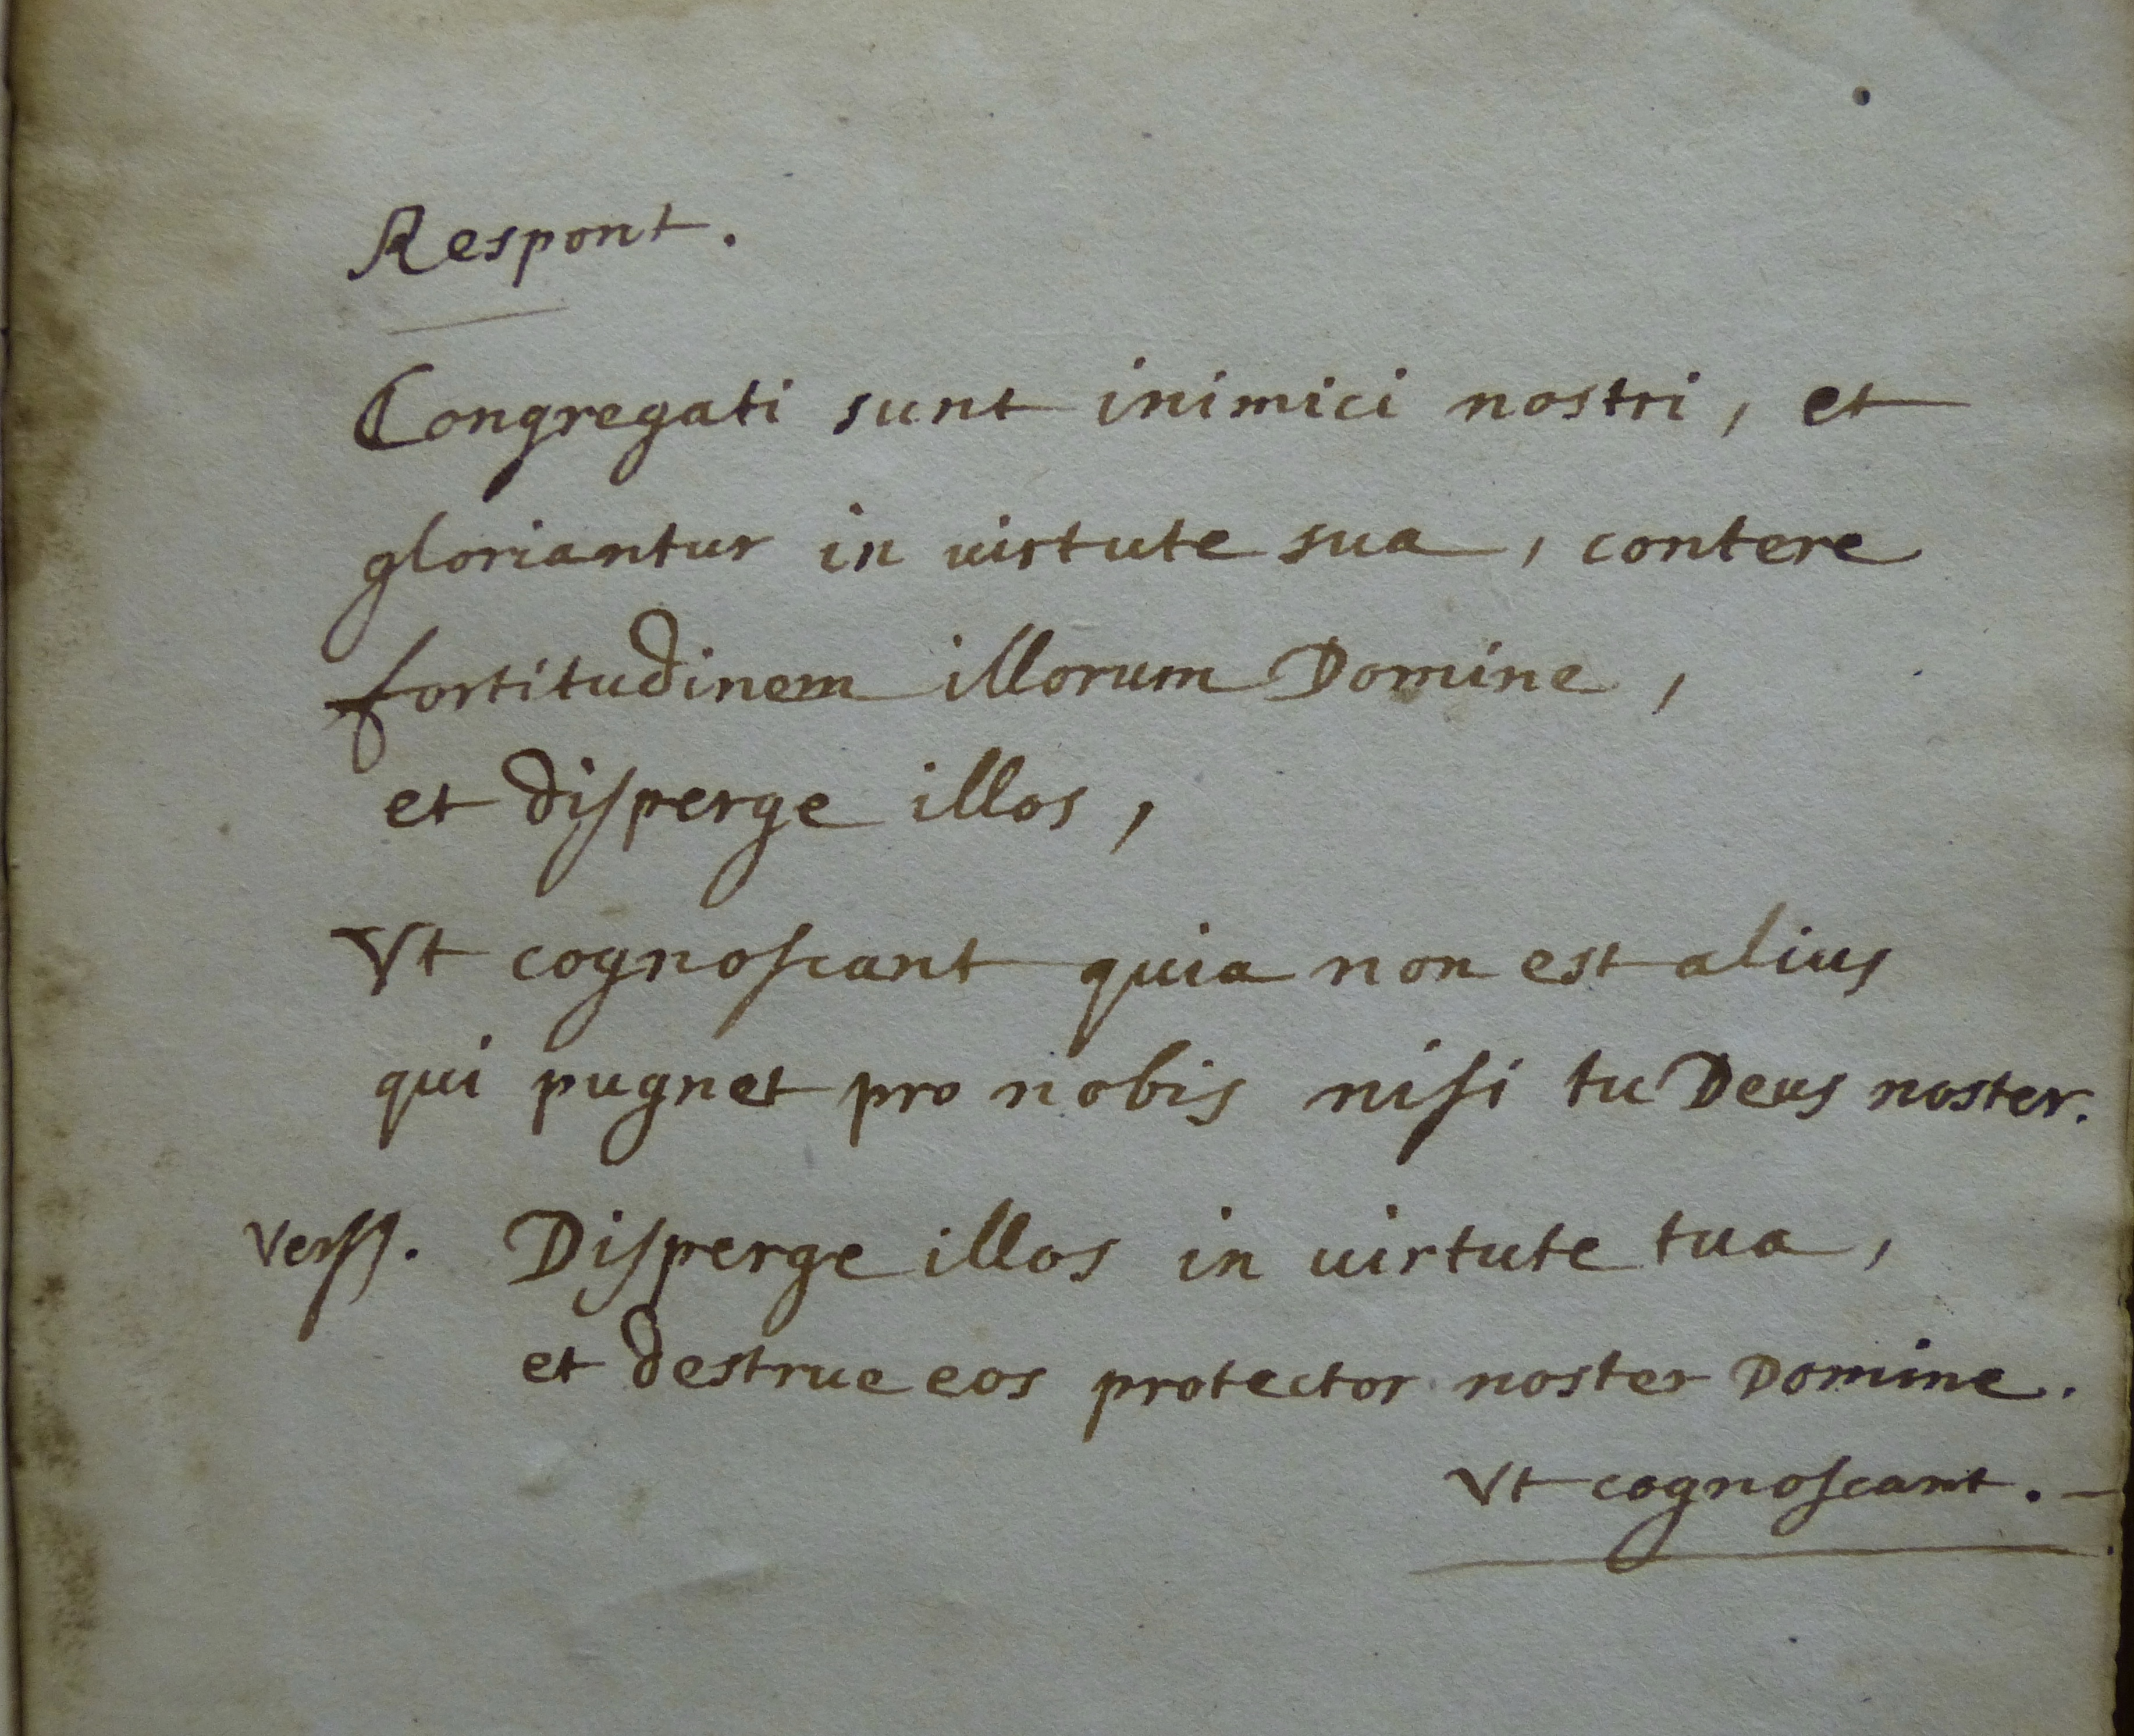 Respont.
Congregati sunt inimici nostri, et
gloriantur in uirtute sua, contere
fortitudinem illorum Domine,
et diſperge illos,
Vt cognoſcant quia non est alius
qui pugnet pro nobis niſi tu Deus noster.
Verſſ. Diſperge illos in uirtute tua,
et destrue eos protector noster Domine.
Vt cognoſcant. –